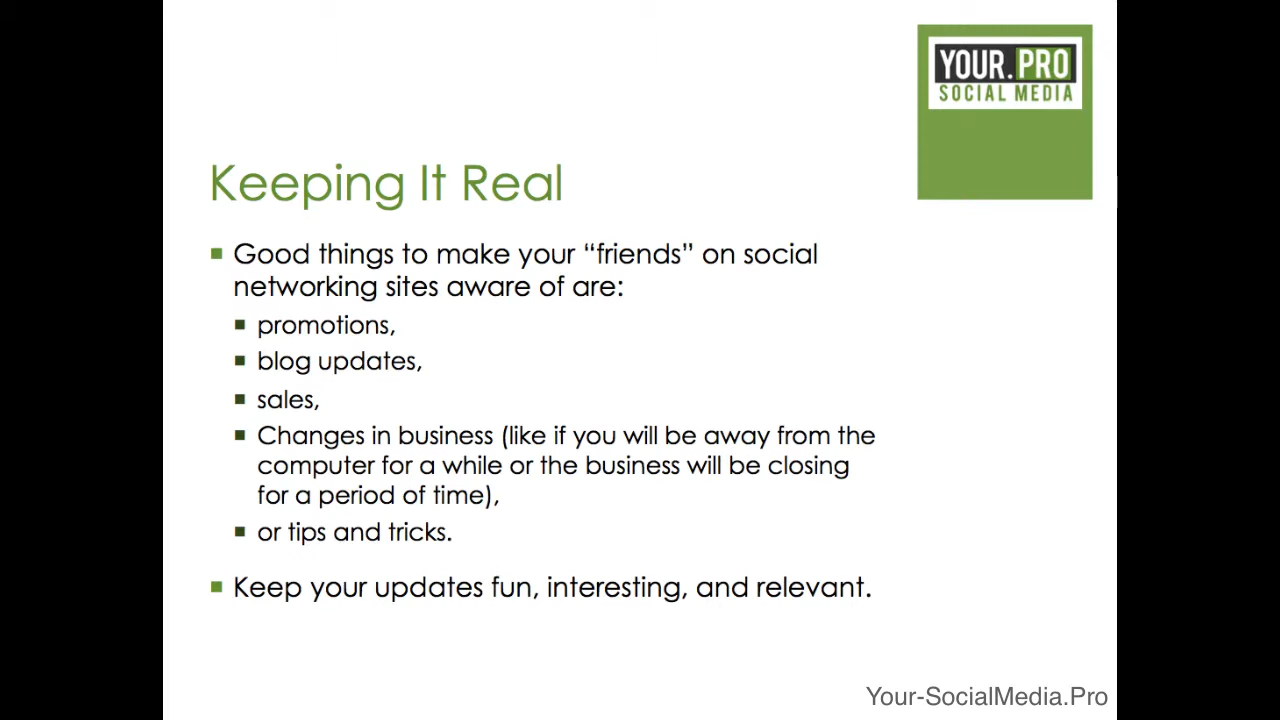 YOUR.PRO
SOCIAL MEDIA
Keeping It Real
Good things to make your “friends” on social
networking sites aware of are:
promotions,
blog updates,
sales,
Changes in business (like if you will be away from the
computer for a while or the business will be closing
for a period of time),
or tips and tricks.
Keep your updates fun, interesting, and relevant.
Your-SocialMedia.Pro